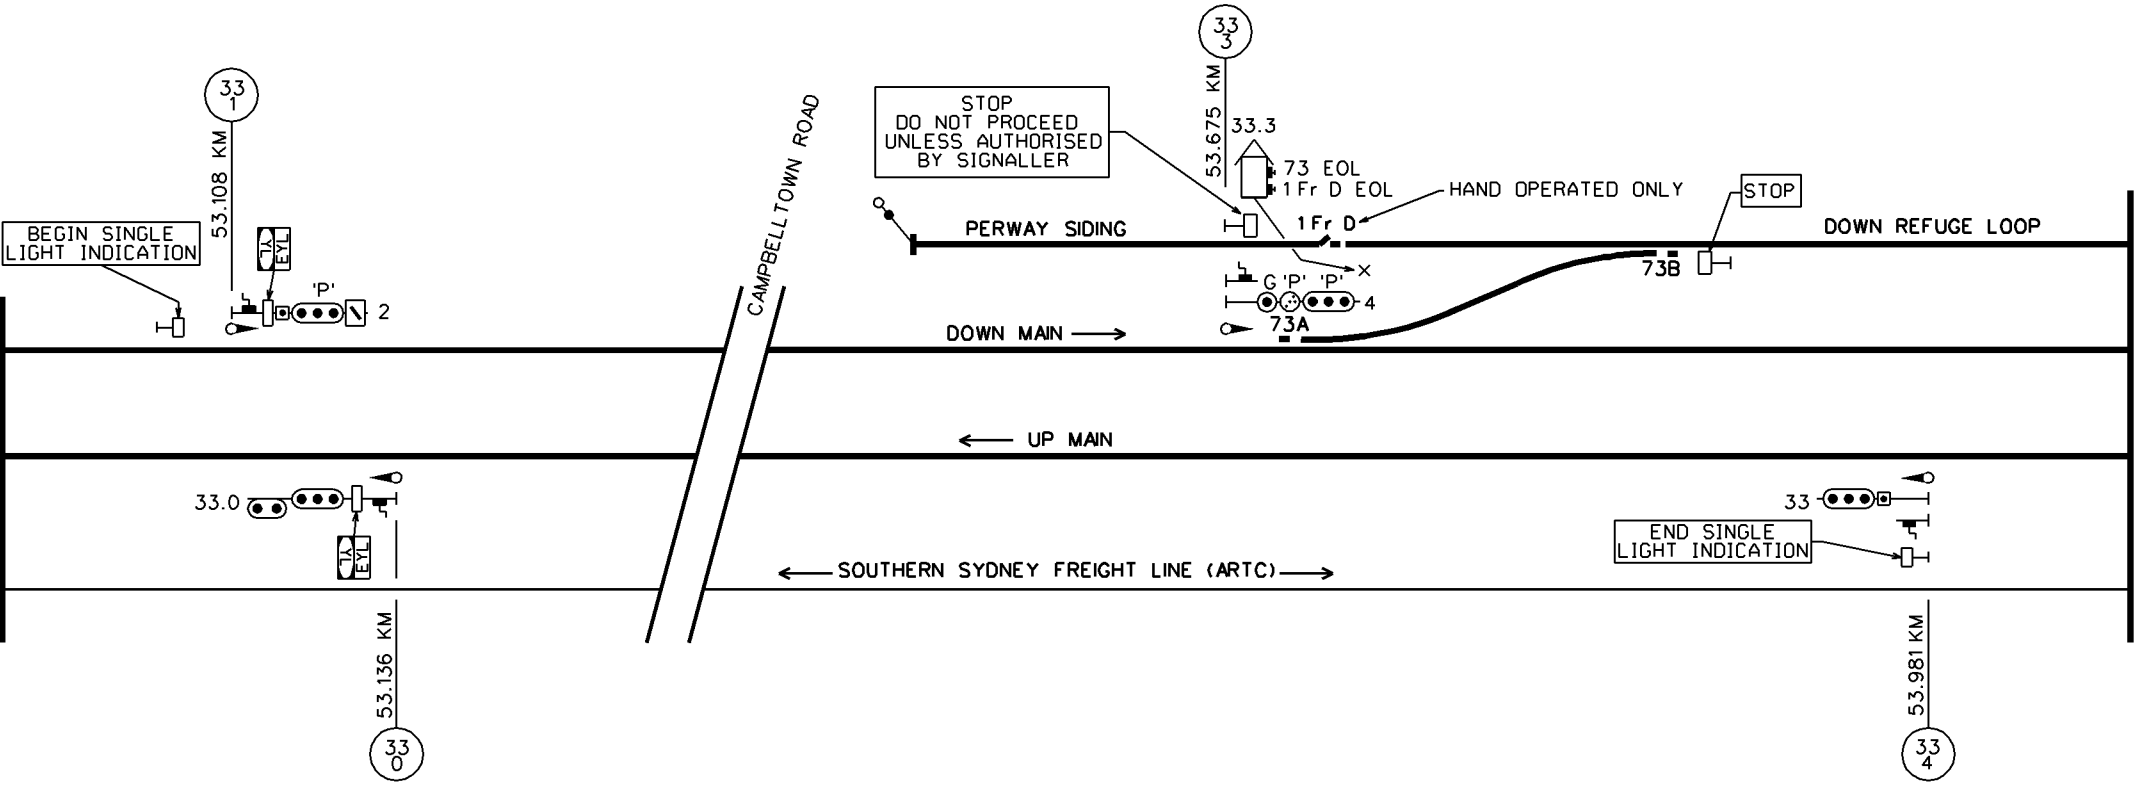 33
1
53.108 KM
BEGIN SINGLE
LIGHT INDICATION
YL
EYL
'P'
2
CAMPBELLTOWN ROAD
STOP
DO NOT PROCEED
UNLESS AUTHORISED
BY SIGNALLER
33
3
53.675 KM
33.3
73 EOL
1 Fr D EOL
HAND OPERATED ONLY
STOP
PERWAY SIDING
1 Fr D
DOWN REFUGE LOOP
73B
G 'P' 'P'
4
73A
DOWN MAIN
UP MAIN
33.0
YL
EYL
33
END SINGLE
LIGHT INDICATION
SOUTHERN SYDNEY FREIGHT LINE (ARTC)
53.136 KM
33
0
53.981 KM
33
4